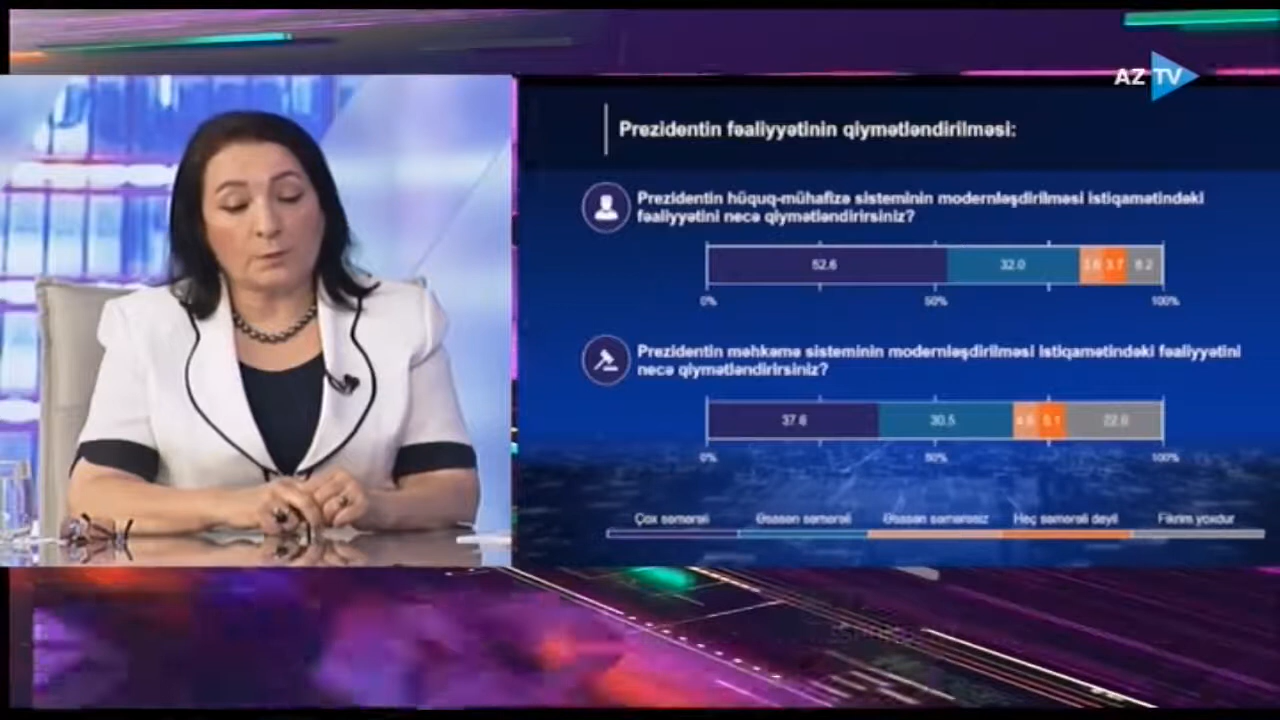 AZ TV
Prezidentin fəaliyyətinin qiymətləndirilməsi:
Prezidentin hüquq-mühafizə sisteminin modernləşdirilməsi istiqamətindəki
fəaliyyətini necə qiymətləndirirsiniz?
52.6 32.0 3.7 8.2
0% 50% 100%
Prezidentin məhkəmə sisteminin modernləşdirilməsi istiqamətindəki fəaliyyətini
necə qiymətləndirirsiniz?
37.6 30.5
0% 50% 100%
Çox səmərəli Əsasən səmərəli Əsasən səmərəsiz Heç səmərəli deyil Fikrim yoxdur